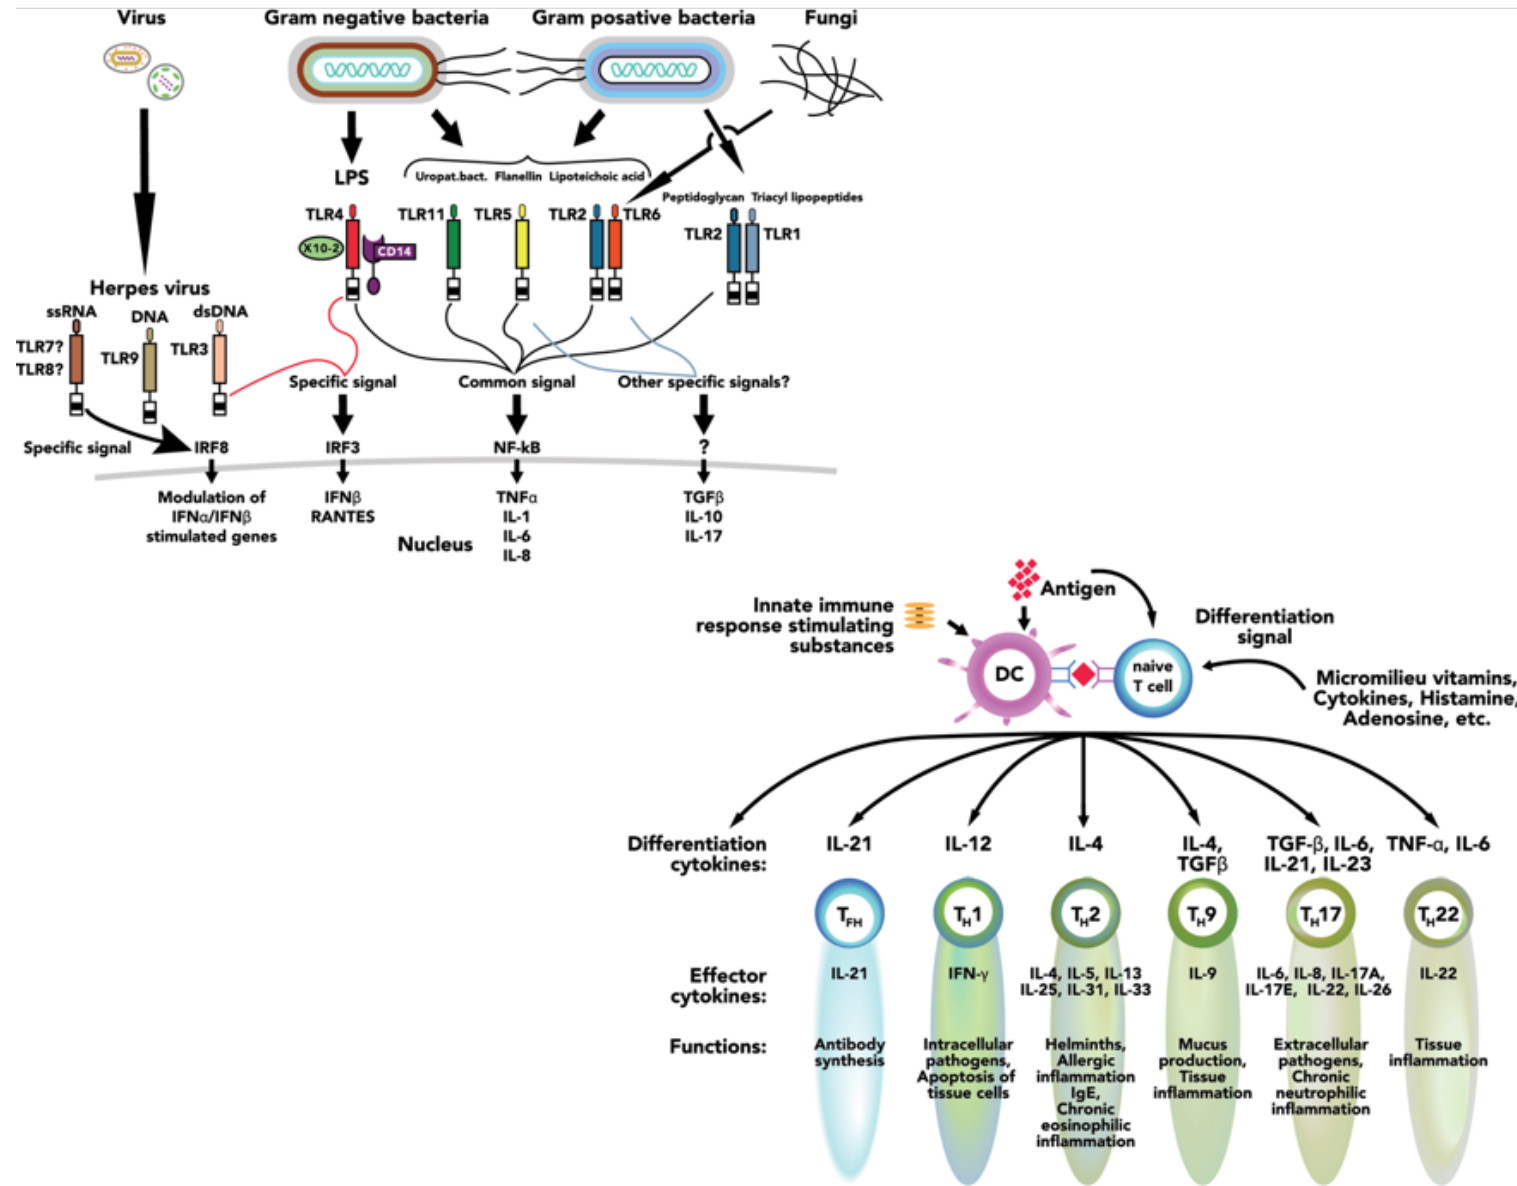 Virus
Gram negative bacteria
Gram posative bacteria
Fungi
LPS
Uropat.bact. Flanellin Lipoteichoic acid
Peptidoglycan Triacyl lipopeptides
TLR4
TLR11
TLR5
TLR2
TLR6
TLR2
TLR1
X10-2
CD14
Herpes virus
ssRNA
DNA
dsDNA
TLR7?
TLR8?
TLR9
TLR3
Specific signal
Common signal
Other specific signals?
Specific signal
IRF8
IRF3
NF-kB
?
Modulation of
IFNα/IFNβ
stimulated genes
IFNβ
RANTES
Nucleus
TNFα
IL-1
IL-6
IL-8
TGFβ
IL-10
IL-17
Antigen
Innate immune
response stimulating
substances
Differentiation
signal
DC
naive
T cell
Micromilieu vitamins,
Cytokines, Histamine,
Adenosine, etc.
Differentiation
cytokines:
IL-21
IL-12
IL-4
IL-4,
TGFβ
TGF-β, IL-6,
IL-21, IL-23
TNF-α, IL-6
TFH
TH1
TH2
TH9
TH17
TH22
Effector
cytokines:
IL-21
IFN-γ
IL-4, IL-5, IL-13
IL-25, IL-31, IL-33
IL-9
IL-6, IL-8, IL-17A,
IL-17E, IL-22, IL-26
IL-22
Functions:
Antibody
synthesis
Intracellular
pathogens,
Apoptosis of
tissue cells
Helminths,
Allergic
inflammation
IgE,
Chronic
eosinophilic
inflammation
Mucus
production,
Tissue
inflammation
Extracellular
pathogens,
Chronic
neutrophilic
inflammation
Tissue
inflammation